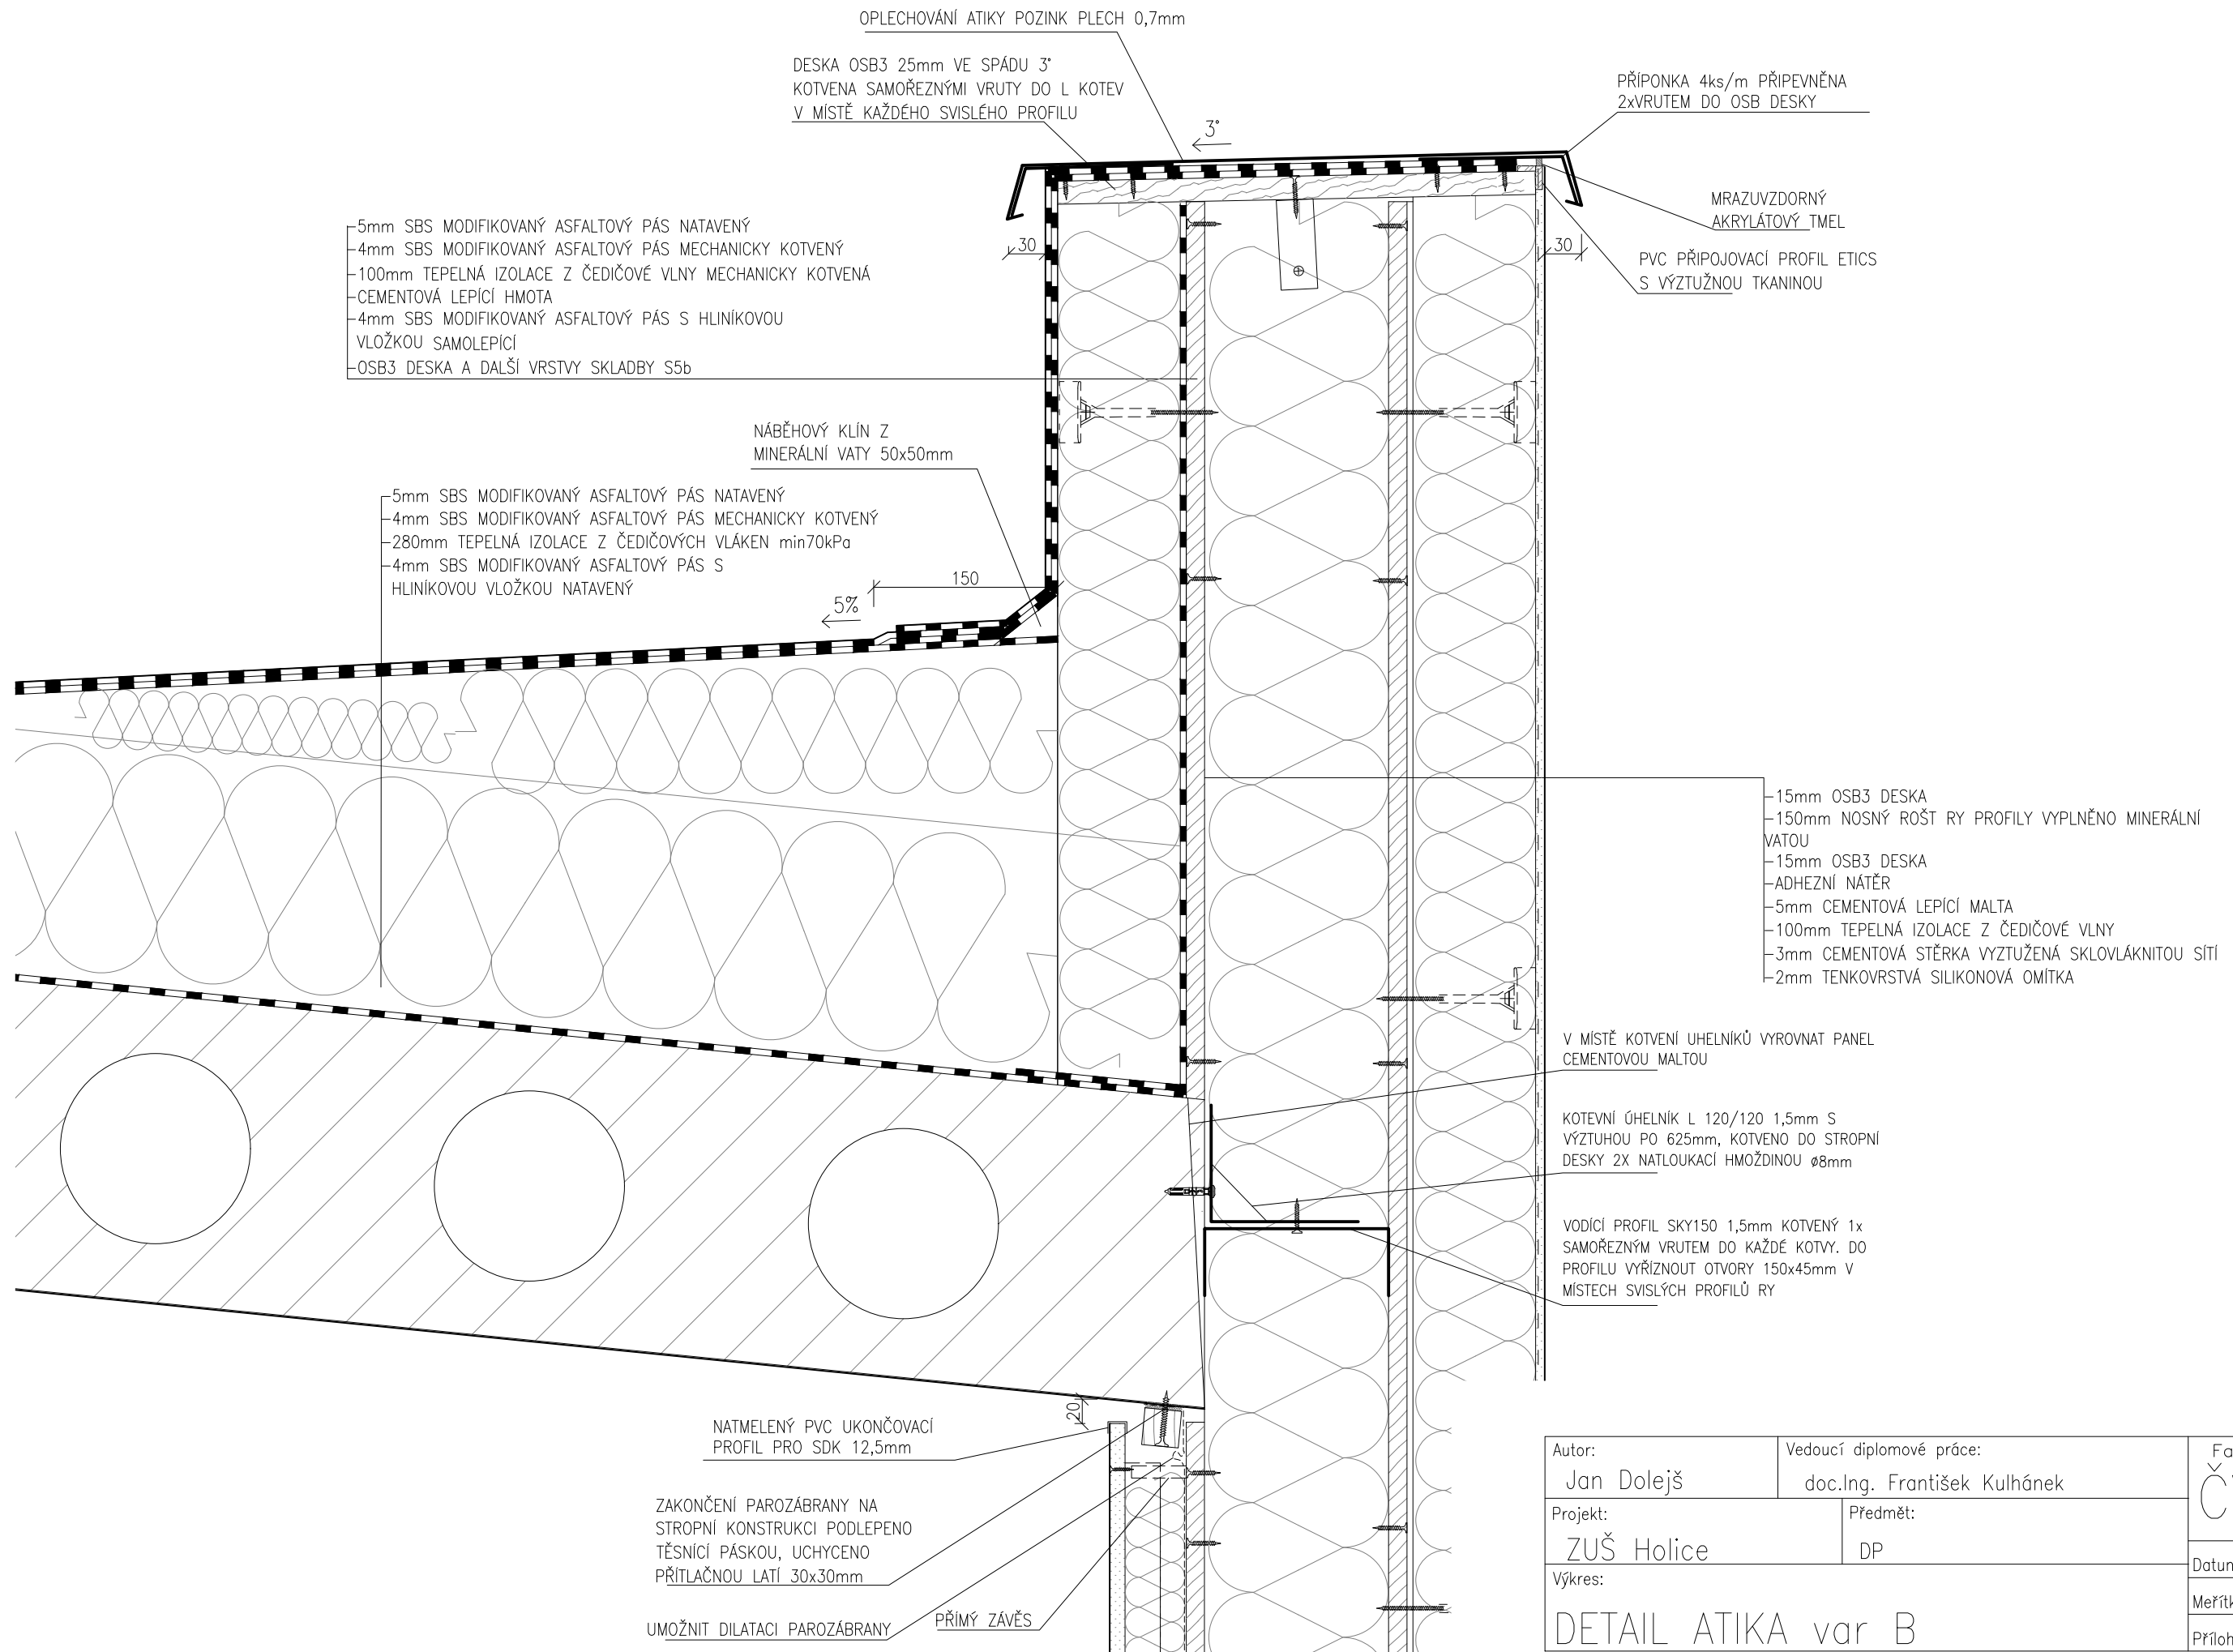 OPLECHOVÁNÍ ATIKY POZINK PLECH 0,7mm
DESKA OSB3 25mm VE SPÁDU 3°
KOTVENA SAMOŘEZNÝMI VRUTY DO L KOTEV
V MÍSTĚ KAŽDÉHO SVISLÉHO PROFILU
PŘÍPONKA 4ks/m PŘIPEVNĚNA
2xVRUTEM DO OSB DESKY
3°
MRAZUVZDORNÝ
AKRYLÁTOVÝ TMEL
30
30
PVC PŘIPOJOVACÍ PROFIL ETICS
S VÝZTUŽNOU TKANINOU
5mm SBS MODIFIKOVANÝ ASFALTOVÝ PÁS NATAVENÝ
4mm SBS MODIFIKOVANÝ ASFALTOVÝ PÁS MECHANICKY KOTVENÝ
100mm TEPELNÁ IZOLACE Z ČEDIČOVÉ VLNY MECHANICKY KOTVENÁ
CEMENTOVÁ LEPÍCÍ HMOTA
4mm SBS MODIFIKOVANÝ ASFALTOVÝ PÁS S HLINÍKOVOU
VLOŽKOU SAMOLEPÍCÍ
OSB3 DESKA A DALŠÍ VRSTVY SKLADBY S5b
NÁBĚHOVÝ KLÍN Z
MINERÁLNÍ VATY 50x50mm
5mm SBS MODIFIKOVANÝ ASFALTOVÝ PÁS NATAVENÝ
4mm SBS MODIFIKOVANÝ ASFALTOVÝ PÁS MECHANICKY KOTVENÝ
280mm TEPELNÁ IZOLACE Z ČEDIČOVÝCH VLÁKEN min70kPa
4mm SBS MODIFIKOVANÝ ASFALTOVÝ PÁS S
HLINÍKOVOU VLOŽKOU NATAVENÝ
150
5%
15mm OSB3 DESKA
150mm NOSNÝ ROŠT RY PROFILY VYPLNĚNO MINERÁLNÍ
VATOU
15mm OSB3 DESKA
ADHEZNÍ NÁTĚR
5mm CEMENTOVÁ LEPÍCÍ MALTA
100mm TEPELNÁ IZOLACE Z ČEDIČOVÉ VLNY
3mm CEMENTOVÁ STĚRKA VYZTUŽENÁ SKLOVLÁKNITOU SÍTÍ
2mm TENKOVRSTVÁ SILIKONOVÁ OMÍTKA
V MÍSTĚ KOTVENÍ UHELNÍKŮ VYROVNAT PANEL
CEMENTOVOU MALTOU
KOTEVNÍ ÚHELNÍK L 120/120 1,5mm S
VÝZTUHOU PO 625mm, KOTVENO DO STROPNÍ
DESKY 2X NATLOUKACÍ HMOŽDINOU ø8mm
VODÍCÍ PROFIL SKY150 1,5mm KOTVENÝ 1x
SAMOŘEZNÝM VRUTEM DO KAŽDÉ KOTVY. DO
PROFILU VYŘÍZNOUT OTVORY 150x45mm V
MÍSTECH SVISLÝCH PROFILŮ RY
20
NATMELENÝ PVC UKONČOVACÍ
PROFIL PRO SDK 12,5mm
ZAKONČENÍ PAROZÁBRANY NA
STROPNÍ KONSTRUKCI PODLEPENO
TĚSNÍCÍ PÁSKOU, UCHYCENO
PŘÍTLAČNOU LATÍ 30x30mm
UMOŽNIT DILATACI PAROZÁBRANY
PŘÍMÝ ZÁVĚS
Autor:
Jan Dolejš
Vedoucí diplomové práce:
doc.Ing. František Kulhánek
Fa
Č
Projekt:
ZUŠ Holice
Předmět:
DP
Výkres:
DETAIL ATIKA var B
Datun
Meřítk
Příloh